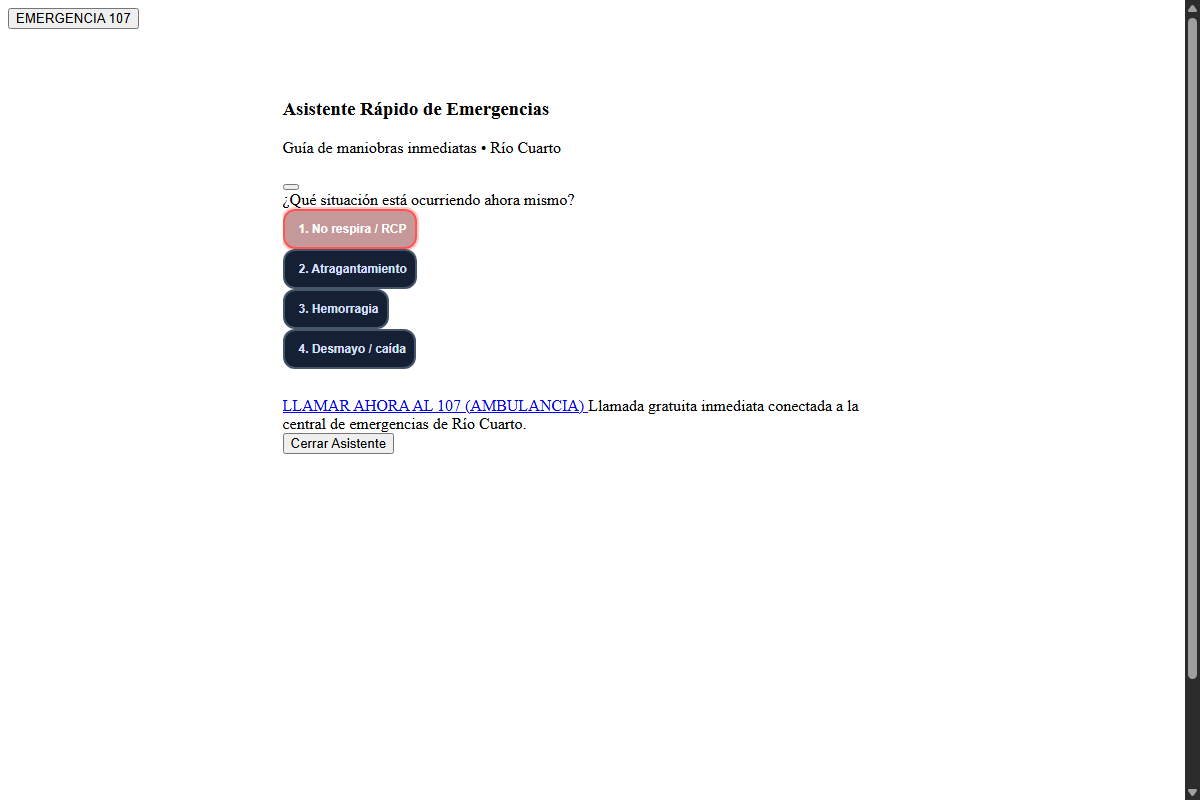 EMERGENCIA 107
Asistente Rápido de Emergencias
Guía de maniobras inmediatas • Río Cuarto
¿Qué situación está ocurriendo ahora mismo?
1. No respira / RCP
2. Atragantamiento
3. Hemorragia
4. Desmayo / caída
LLAMAR AHORA AL 107 (AMBULANCIA) Llamada gratuita inmediata conectada a la
central de emergencias de Río Cuarto.
Cerrar Asistente